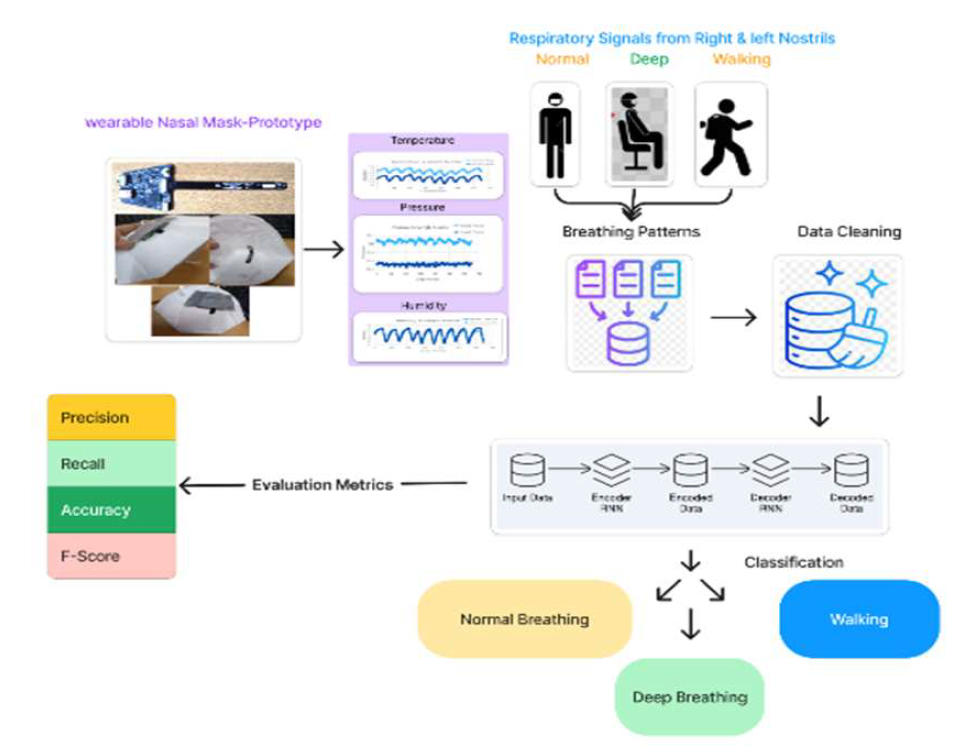 Respiratory Signals from Right & left Nostrils
Normal
Deep
Walking
wearable Nasal Mask-Prototype
Temperature
Pressure
Humidity
Breathing Patterns
Data Cleaning
Precision
Recall
Accuracy
F-Score
Evaluation Metrics
Input Data
Encoder
RNN
Encoded
Data
Decoder
RNN
Decoded
Data
Classification
Normal Breathing
Walking
Deep Breathing